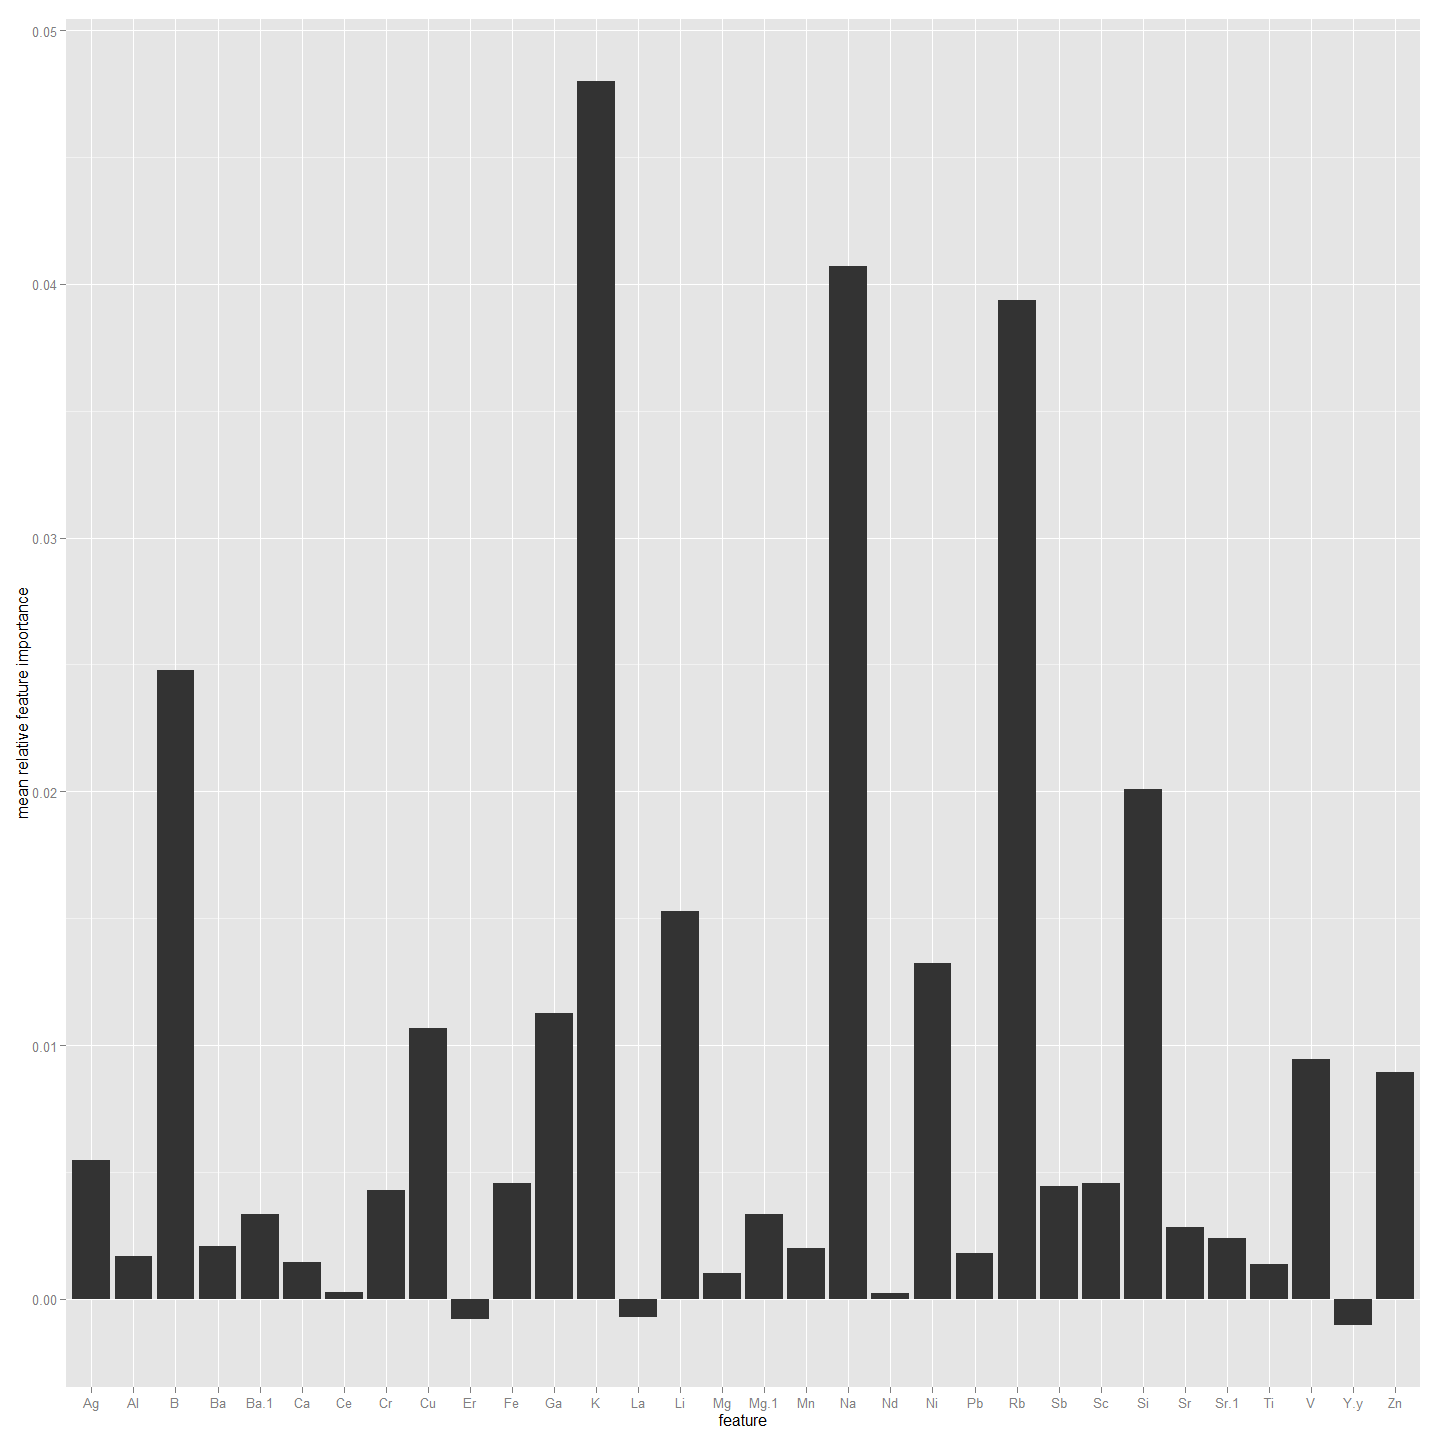 0.05
0.04
0.03
0.02
0.01
0.00
mean relative feature importance
Ag Al B Ba Ba.1 Ca Ce Cr Cu Er Fe Ga K La Li Mg Mg.1 Mn Na Nd Ni Pb Rb Sb Sc Si Sr Sr.1 Ti V Y.y Zn
feature